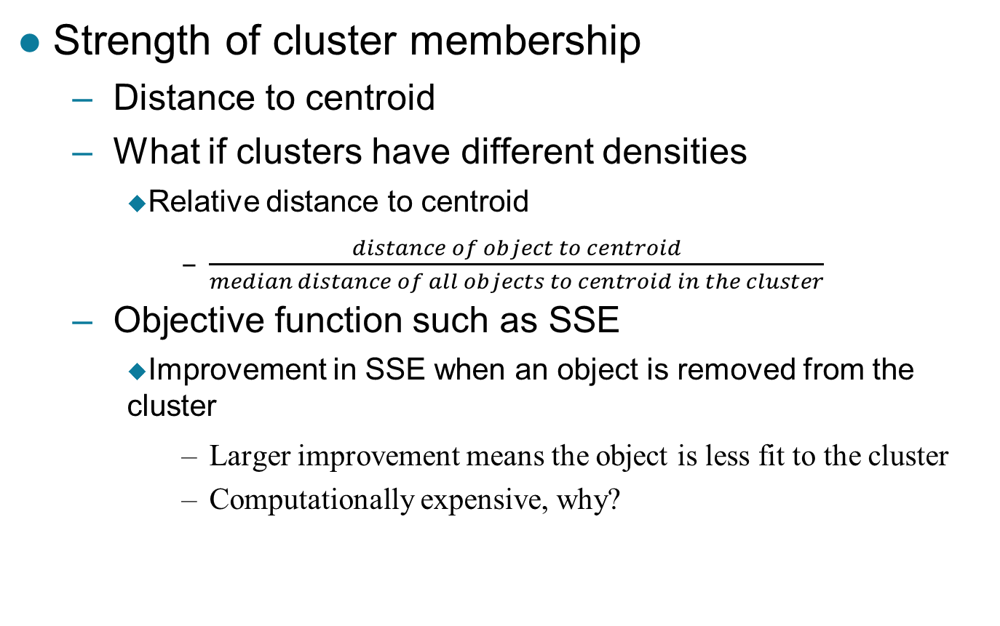 ● Strength of cluster membership
– Distance to centroid
– What if clusters have different densities
◆Relative distance to centroid
– distance of object to centroid
median distance of all objects to centroid in the cluster
– Objective function such as SSE
◆Improvement in SSE when an object is removed from the
cluster
– Larger improvement means the object is less fit to the cluster
– Computationally expensive, why?